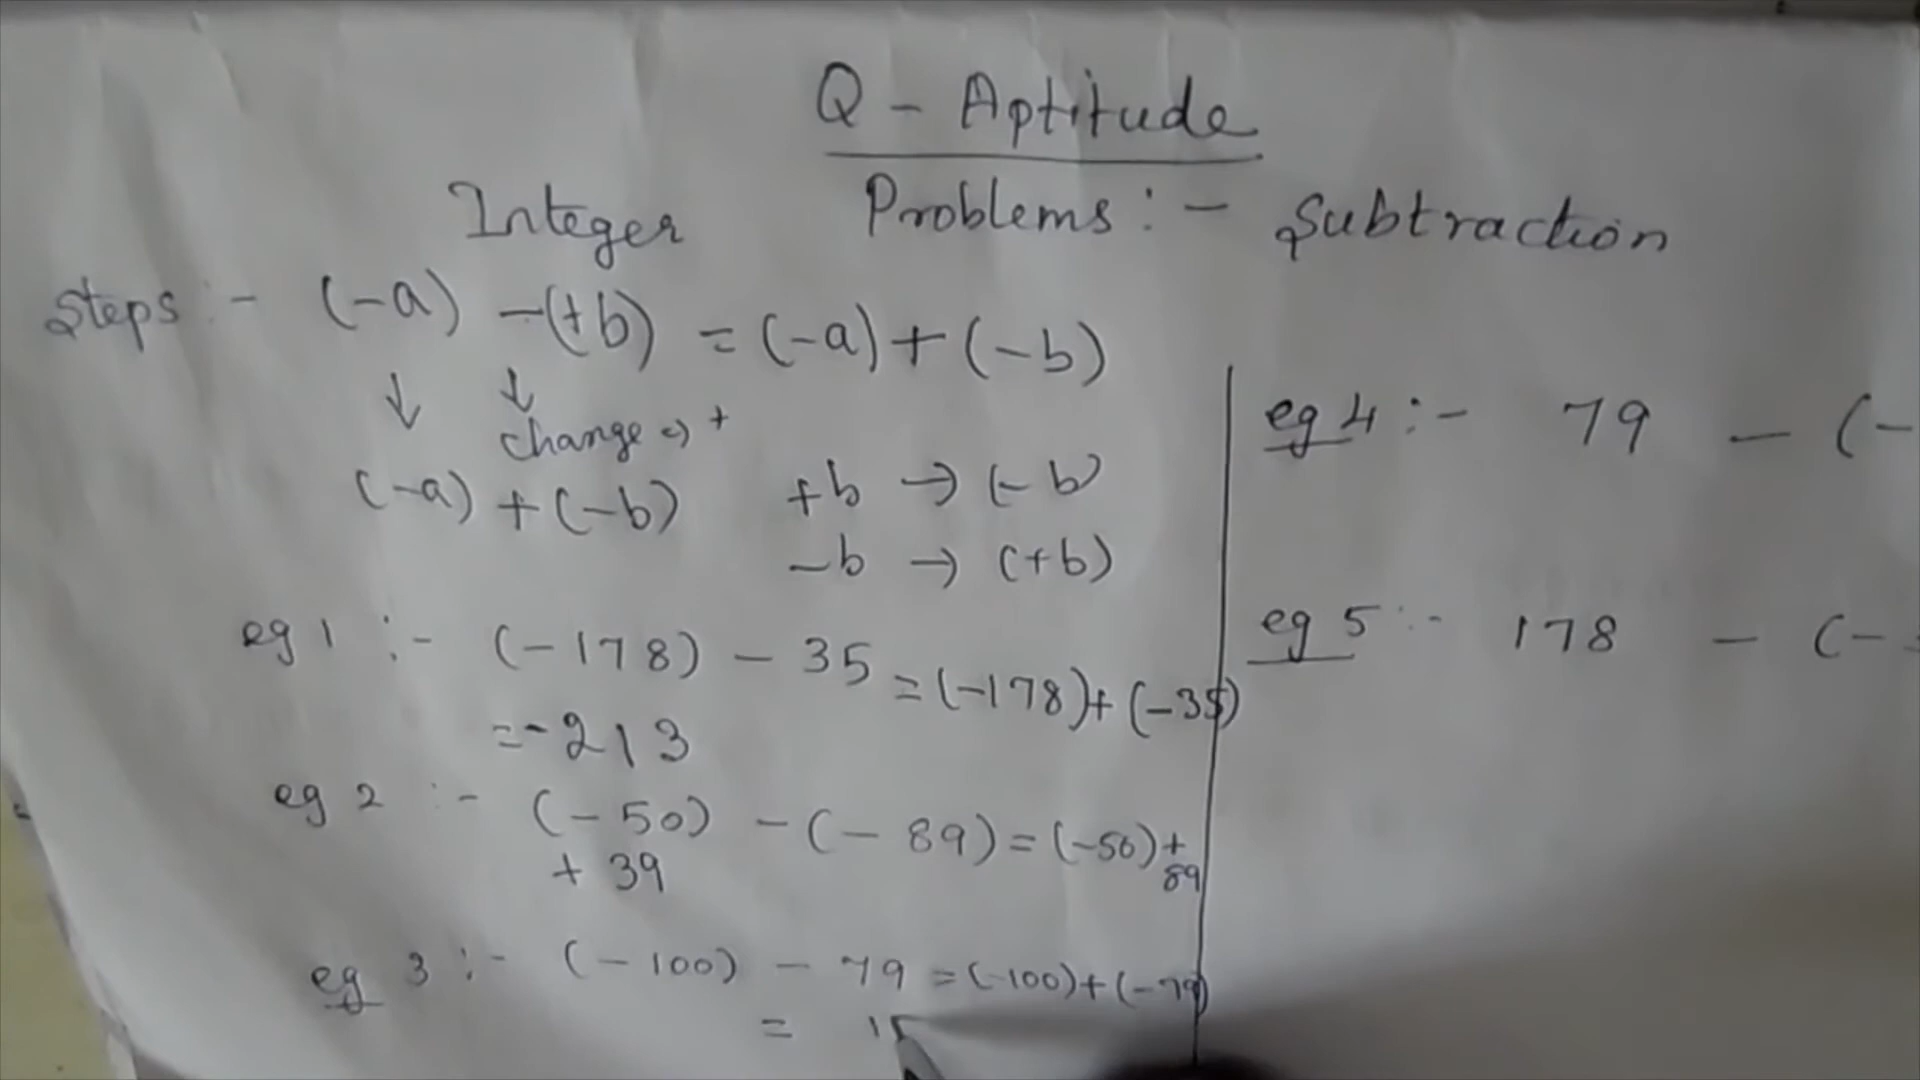 Q - Aptitude
Integer Problems :- Subtraction
Steps :- (-a) -(+b) = (-a) + (-b)
↓ ↓
change => +
(-a) + (-b) +b → (-b)
-b → (+b)
eg 1 :- (-178) - 35 = (-178) + (-35)
= -213
eg 2 :- (-50) - (-89) = (-50) +
89
+ 39
eg 3 :- (-100) - 79 = (-100) + (-79)
= 1
eg 4 :- 79 - (-
eg 5 :- 178 - (-